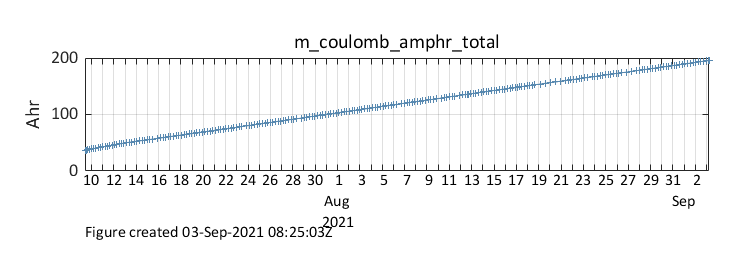 m_coulomb_amphr_total
Ahr
200
100
0
10 12 14 16 18 20 22 24 26 28 30 1 3 5 7 9 11 13 15 17 19 21 23 25 27 29 31 2
Aug Sep
2021
Figure created 03-Sep-2021 08:25:03Z